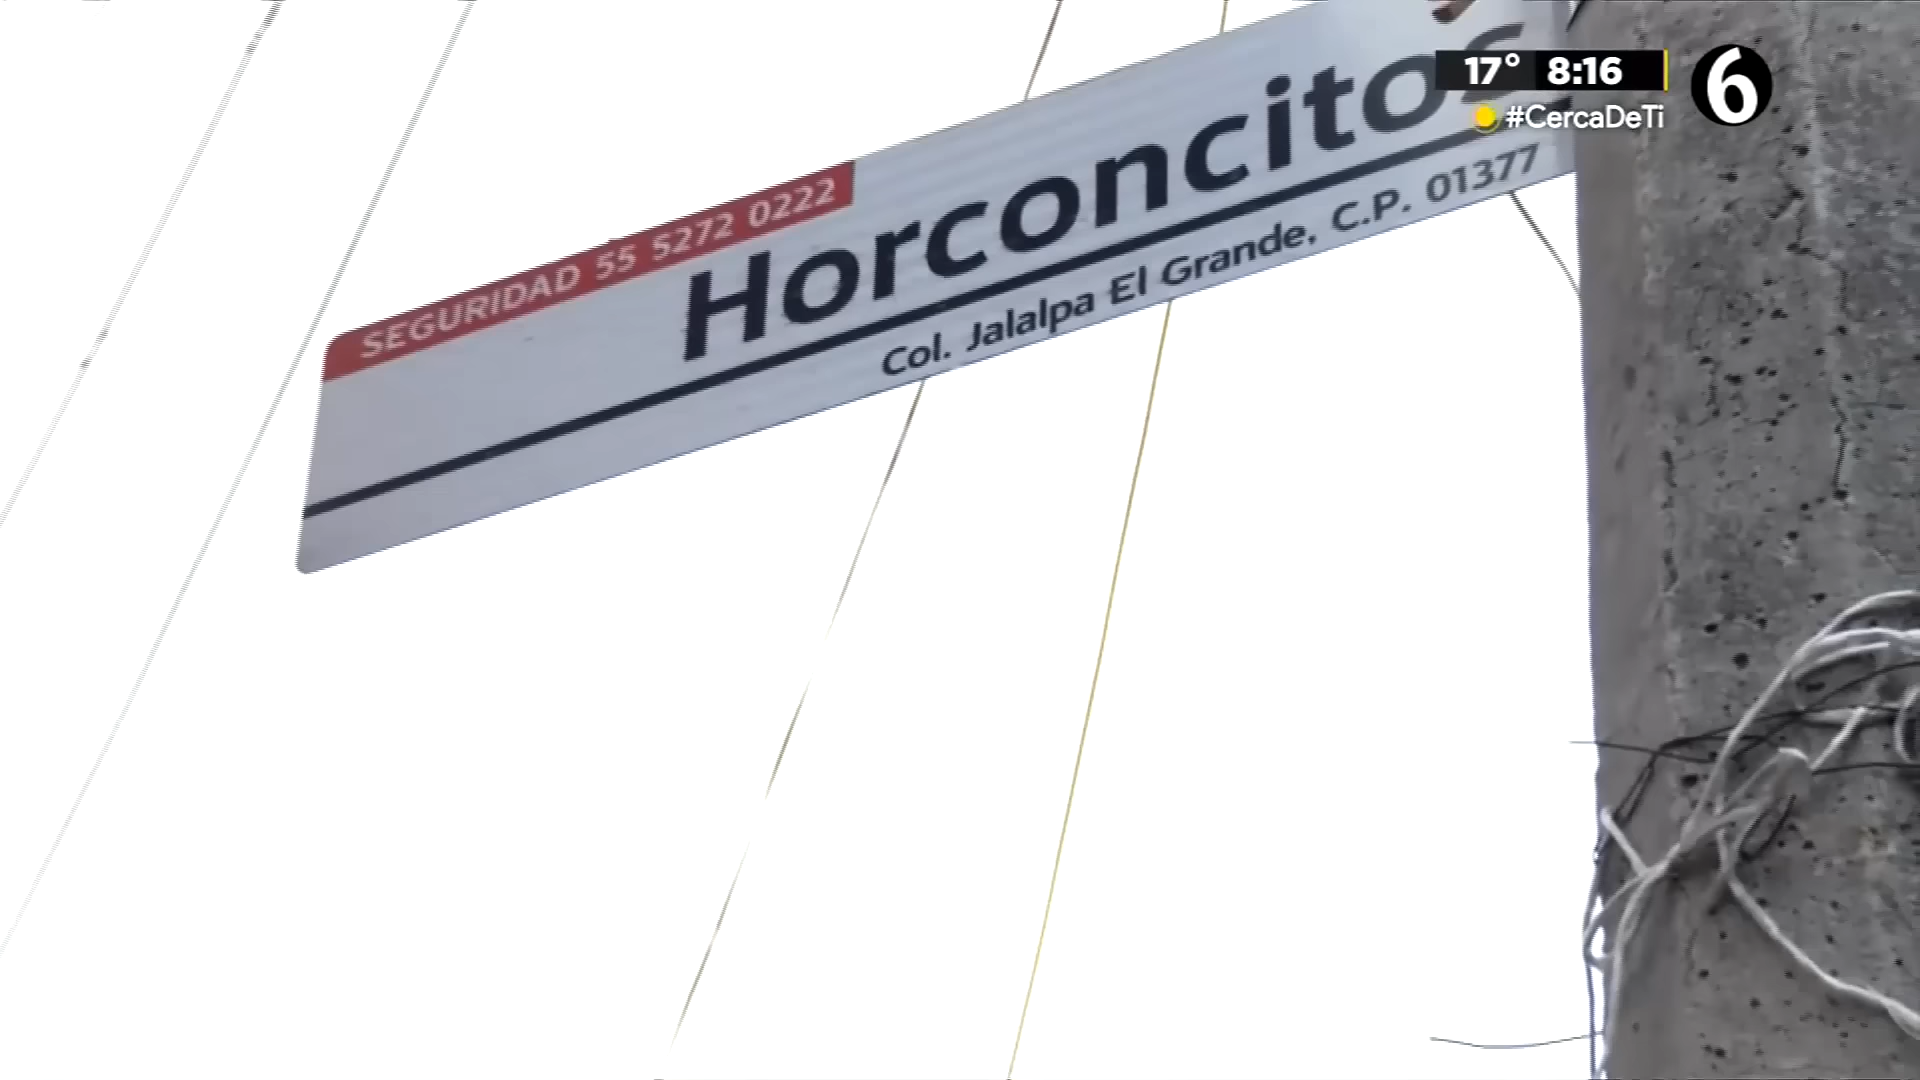 SEGURIDAD 55 5272 0222
Horconcitos
Col. Jalalpa El Grande, C.P. 01377
17° 8:16
#CercaDeTi
6